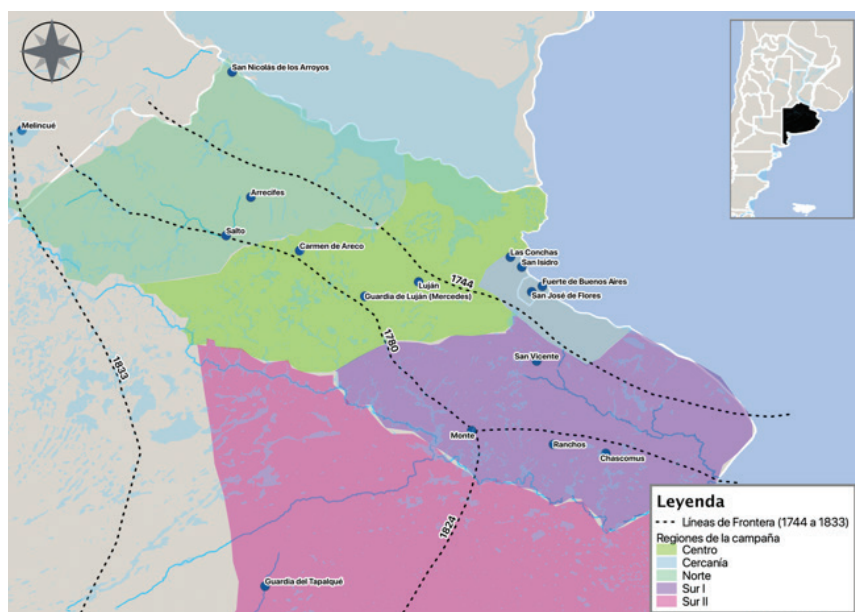 San Nicolás de los Arroyos
Melincué
Arrecifes
Salto
Carmen de Areco
Las Conchas
San Isidro
1744
Luján
Fuerte de Buenos Aires
Guardia de Luján (Mercedes)
San José de Flores
1780
1833
San Vicente
Monte
Ranchos
Chascomus
1824
Guardia del Tapalqué
Leyenda
Líneas de Frontera (1744 a 1833)
Regiones de la campaña
Centro
Cercanía
Norte
Sur I
Sur II